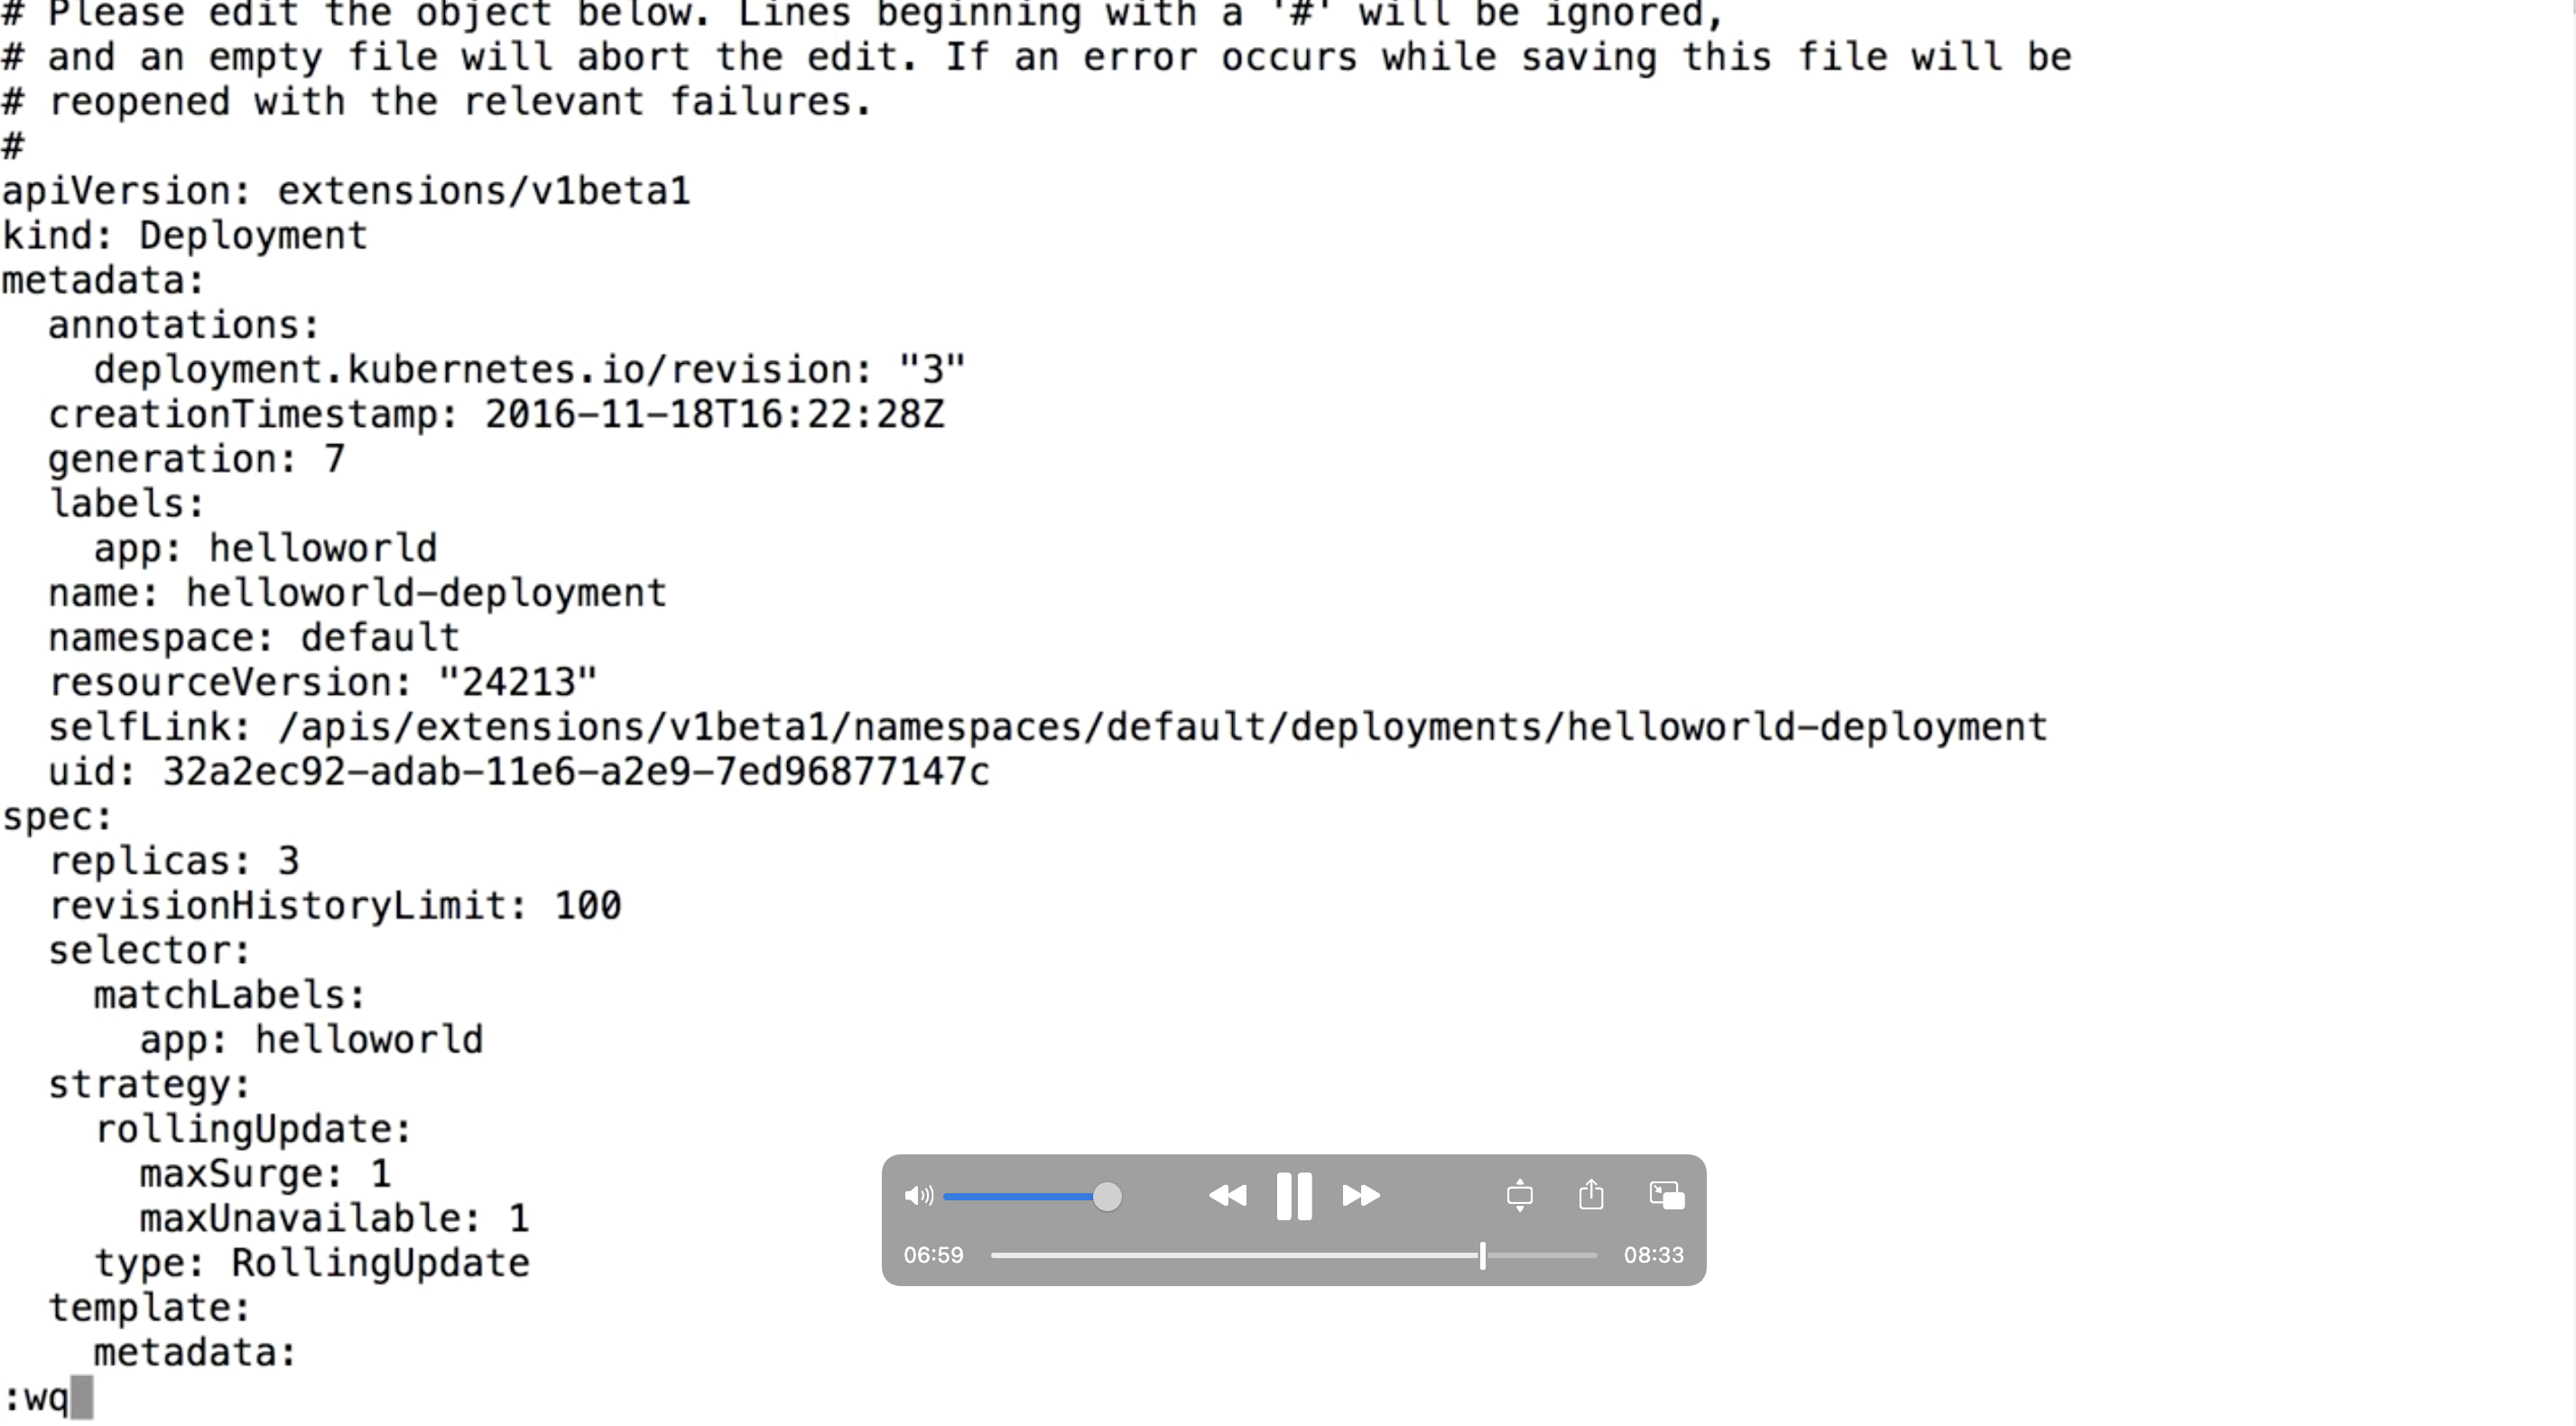 # Please edit the object below. Lines beginning with a '#' will be ignored,
# and an empty file will abort the edit. If an error occurs while saving this file will be
# reopened with the relevant failures.
#
apiVersion: extensions/v1beta1
kind: Deployment
metadata:
  annotations:
    deployment.kubernetes.io/revision: "3"
  creationTimestamp: 2016-11-18T16:22:28Z
  generation: 7
  labels:
    app: helloworld
  name: helloworld-deployment
  namespace: default
  resourceVersion: "24213"
  selfLink: /apis/extensions/v1beta1/namespaces/default/deployments/helloworld-deployment
  uid: 32a2ec92-adab-11e6-a2e9-7ed96877147c
spec:
  replicas: 3
  revisionHistoryLimit: 100
  selector:
    matchLabels:
      app: helloworld
  strategy:
    rollingUpdate:
      maxSurge: 1
      maxUnavailable: 1
    type: RollingUpdate
  template:
    metadata:
:wq
06:59 08:33